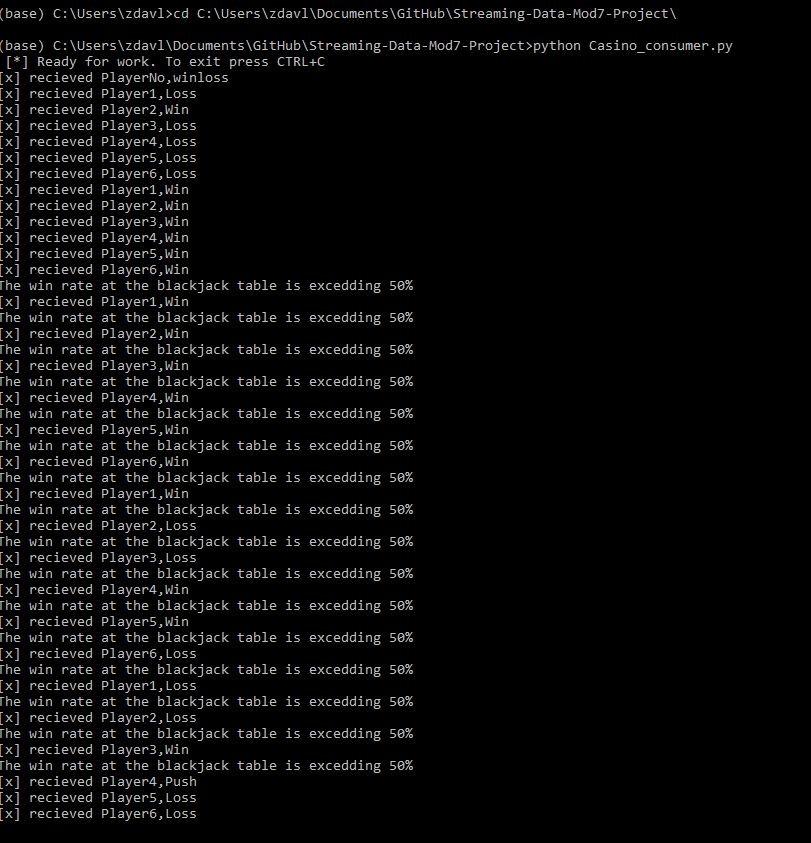 (base) C:\Users\zdavl>cd C:\Users\zdavl\Documents\GitHub\Streaming-Data-Mod7-Project\
(base) C:\Users\zdavl\Documents\GitHub\Streaming-Data-Mod7-Project>python Casino_consumer.py
[*] Ready for work. To exit press CTRL+C
[x] recieved PlayerNo,winloss
[x] recieved Player1,Loss
[x] recieved Player2,Win
[x] recieved Player3,Loss
[x] recieved Player4,Loss
[x] recieved Player5,Loss
[x] recieved Player6,Loss
[x] recieved Player1,Win
[x] recieved Player2,Win
[x] recieved Player3,Win
[x] recieved Player4,Win
[x] recieved Player5,Win
[x] recieved Player6,Win
The win rate at the blackjack table is excedding 50%
[x] recieved Player1,Win
The win rate at the blackjack table is excedding 50%
[x] recieved Player2,Win
The win rate at the blackjack table is excedding 50%
[x] recieved Player3,Win
The win rate at the blackjack table is excedding 50%
[x] recieved Player4,Win
The win rate at the blackjack table is excedding 50%
[x] recieved Player5,Win
The win rate at the blackjack table is excedding 50%
[x] recieved Player6,Win
The win rate at the blackjack table is excedding 50%
[x] recieved Player1,Win
The win rate at the blackjack table is excedding 50%
[x] recieved Player2,Loss
The win rate at the blackjack table is excedding 50%
[x] recieved Player3,Loss
The win rate at the blackjack table is excedding 50%
[x] recieved Player4,Win
The win rate at the blackjack table is excedding 50%
[x] recieved Player5,Win
The win rate at the blackjack table is excedding 50%
[x] recieved Player6,Loss
The win rate at the blackjack table is excedding 50%
[x] recieved Player1,Loss
The win rate at the blackjack table is excedding 50%
[x] recieved Player2,Loss
The win rate at the blackjack table is excedding 50%
[x] recieved Player3,Win
The win rate at the blackjack table is excedding 50%
[x] recieved Player4,Push
[x] recieved Player5,Loss
[x] recieved Player6,Loss